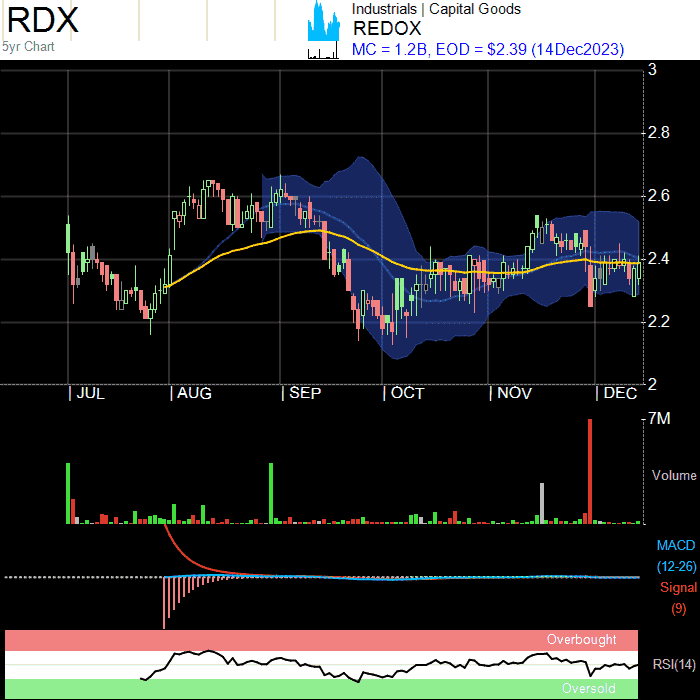 RDX
5yr Chart
Industrials | Capital Goods
REDOX
MC = 1.2B, EOD = $2.39 (14Dec2023)
3
2.8
2.6
2.4
2.2
2
JUL AUG SEP OCT NOV DEC
7M
Volume
MACD
(12-26)
Signal
(9)
Overbought
RSI(14)
Oversold